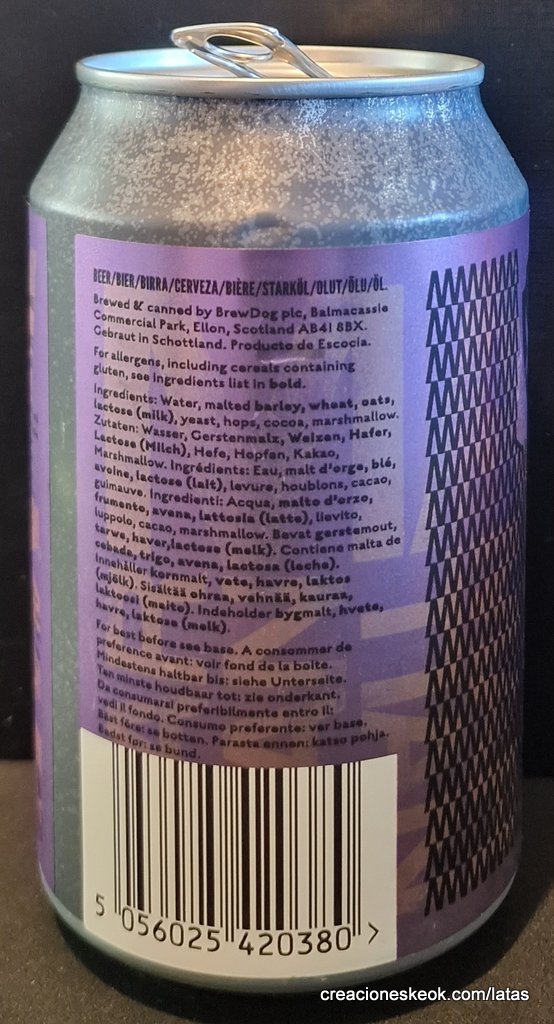 BEER/BIER/BIRRA/CERVEZA/BIÈRE/STARKÖL/OLUT/ÕLU/ÖL.
Brewed & canned by BrewDog plc, Balmacassie
Commercial Park, Ellon, Scotland AB41 8BX.
Gebraut in Schottland. Producto de Escocia.
For allergens, including cereals containing
gluten, see ingredients list in bold.
Ingredients: Water, malted barley, wheat, oats,
lactose (milk), yeast, hops, cocoa, marshmallow.
Zutaten: Wasser, Gerstenmalz, Weizen, Hafer,
Lactose (Milch), Hefe, Hopfen, Kakao,
Marshmallow. Ingrédients: Eau, malt d'orge, blé,
avoine, lactose (lait), levure, houblons, cacao,
guimauve. Ingredienti: Acqua, malto d'orzo,
frumento, avena, lattosia (latte), lievito,
luppolo, cacao, marshmallow. Bevat gerstemout,
tarwe, haver,lactose (melk). Contiene malta de
cebada, trigo, avena, lactosa (leche).
Innehåller kornmalt, vete, havre, laktos
(mjölk). Sisältää ohraa, vehnää, kauraa,
laktoosi (maito). Indeholder bygmalt, hvete,
havre, laktose (melk).
For best before see base. A consommer de
preference avant: voir fond de la boite.
Mindestens haltbar bis: siehe Unterseite.
Ten minste houdbaar tot: zie onderkant.
Da consumarsi preferibilmente entro il:
vedi il fondo. Consumo preferente: ver base.
Bäst före: se botten. Parasta ennen: katso pohja.
Bedst før: se bund.
5 056025 420380 >
creacioneskeok.com/latas